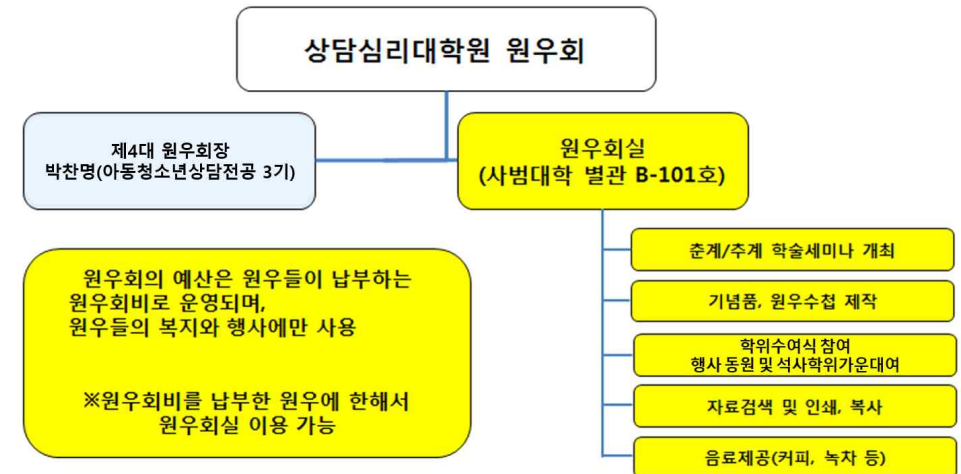 상담심리대학원 원우회
제4대 원우회장
박찬명(아동청소년상담전공 3기)
원우회실
(사범대학 별관 B-101호)
원우회의 예산은 원우들이 납부하는
원우회비로 운영되며,
원우들의 복지와 행사에만 사용
※원우회비를 납부한 원우에 한해서
원우회실 이용 가능
춘계/추계 학술세미나 개최
기념품, 원우수첩 제작
학위수여식 참여
행사 동원 및 석사학위가운대여
자료검색 및 인쇄, 복사
음료제공(커피, 녹차 등)